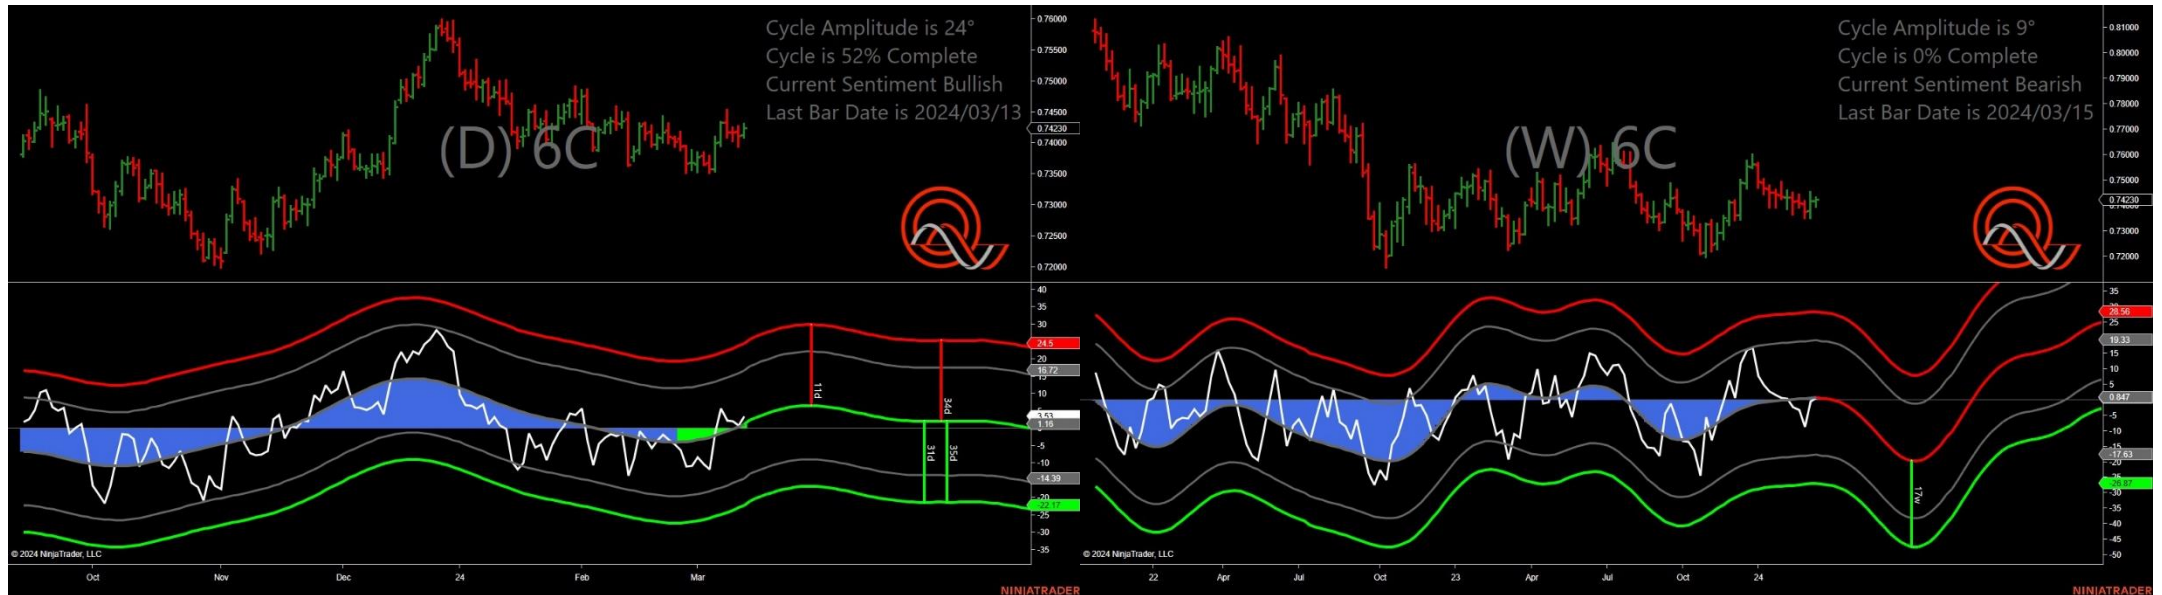 Cycle Amplitude is 24°
Cycle is 52% Complete
Current Sentiment Bullish
Last Bar Date is 2024/03/13
(D) 6C
0.76000
0.75500
0.75000
0.74500
0.74230
0.74000
0.73500
0.73000
0.72500
0.72000
40
35
30
24.5
20
16.72
15
3.53
1.16
-5
-10
-14.39
-20
-22.17
-25
-30
-35
11d
34d
31d
35d
© 2024 NinjaTrader, LLC
Oct
Nov
Dec
24
Feb
Mar
NINJATRADER
Cycle Amplitude is 9°
Cycle is 0% Complete
Current Sentiment Bearish
Last Bar Date is 2024/03/15
(W) 6C
0.81000
0.80000
0.79000
0.78000
0.77000
0.76000
0.75000
0.74230
0.73000
0.72000
35
28.56
25
19.33
15
10
5
0.847
-5
-10
-15
-17.63
-20
-26.87
-30
-35
-40
-45
-50
17w
© 2024 NinjaTrader, LLC
22
Apr
Jul
Oct
23
Apr
Jul
Oct
24
NINJATRADER